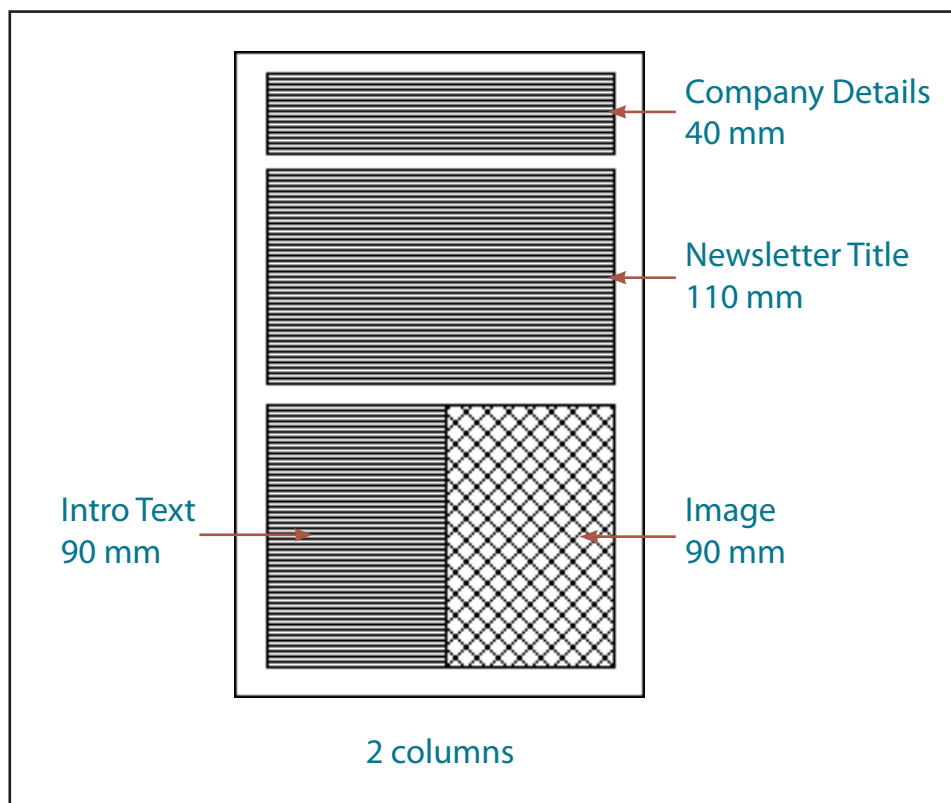 Company Details
40 mm
Newsletter Title
110 mm
Intro Text
90 mm
Image
90 mm
2 columns